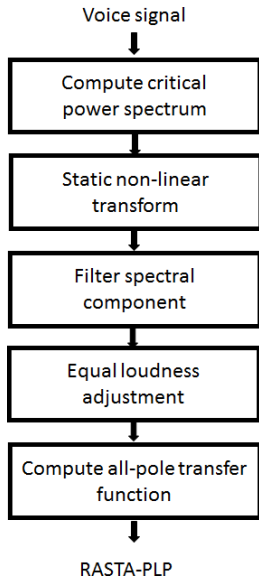 Voice signal
Compute critical
power spectrum
Static non-linear
transform
Filter spectral
component
Equal loudness
adjustment
Compute all-pole transfer
function
RASTA-PLP